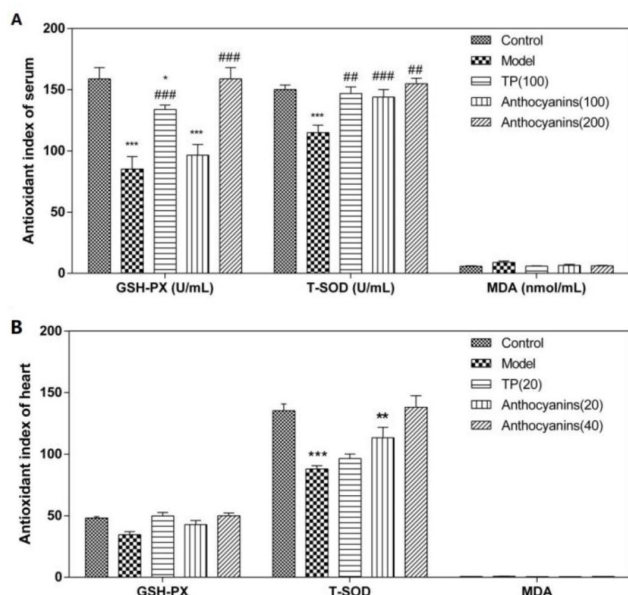 A
Antioxidant index of serum
200
150
100
50
0
Control
Model
TP(100)
Anthocyanins(100)
Anthocyanins(200)
***
*
###
***
###
***
##
###
##
GSH-PX (U/mL)
T-SOD (U/mL)
MDA (nmol/mL)
B
Antioxidant index of heart
200
150
100
50
0
Control
Model
TP(20)
Anthocyanins(20)
Anthocyanins(40)
***
**
GSH-PX
T-SOD
MDA